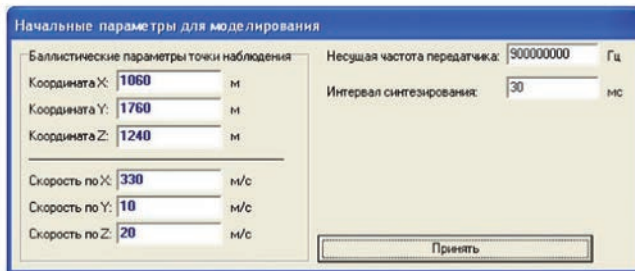 Начальные параметры для моделирования
Баллистические параметры точки наблюдения
Координата X: 1060 м
Координата Y: 1760 м
Координата Z: 1240 м
Скорость по X: 330 м/с
Скорость по Y: 10 м/с
Скорость по Z: 20 м/с
Несущая частота передатчика: 900000000 Гц
Интервал синтезирования: 30 мс
Принять